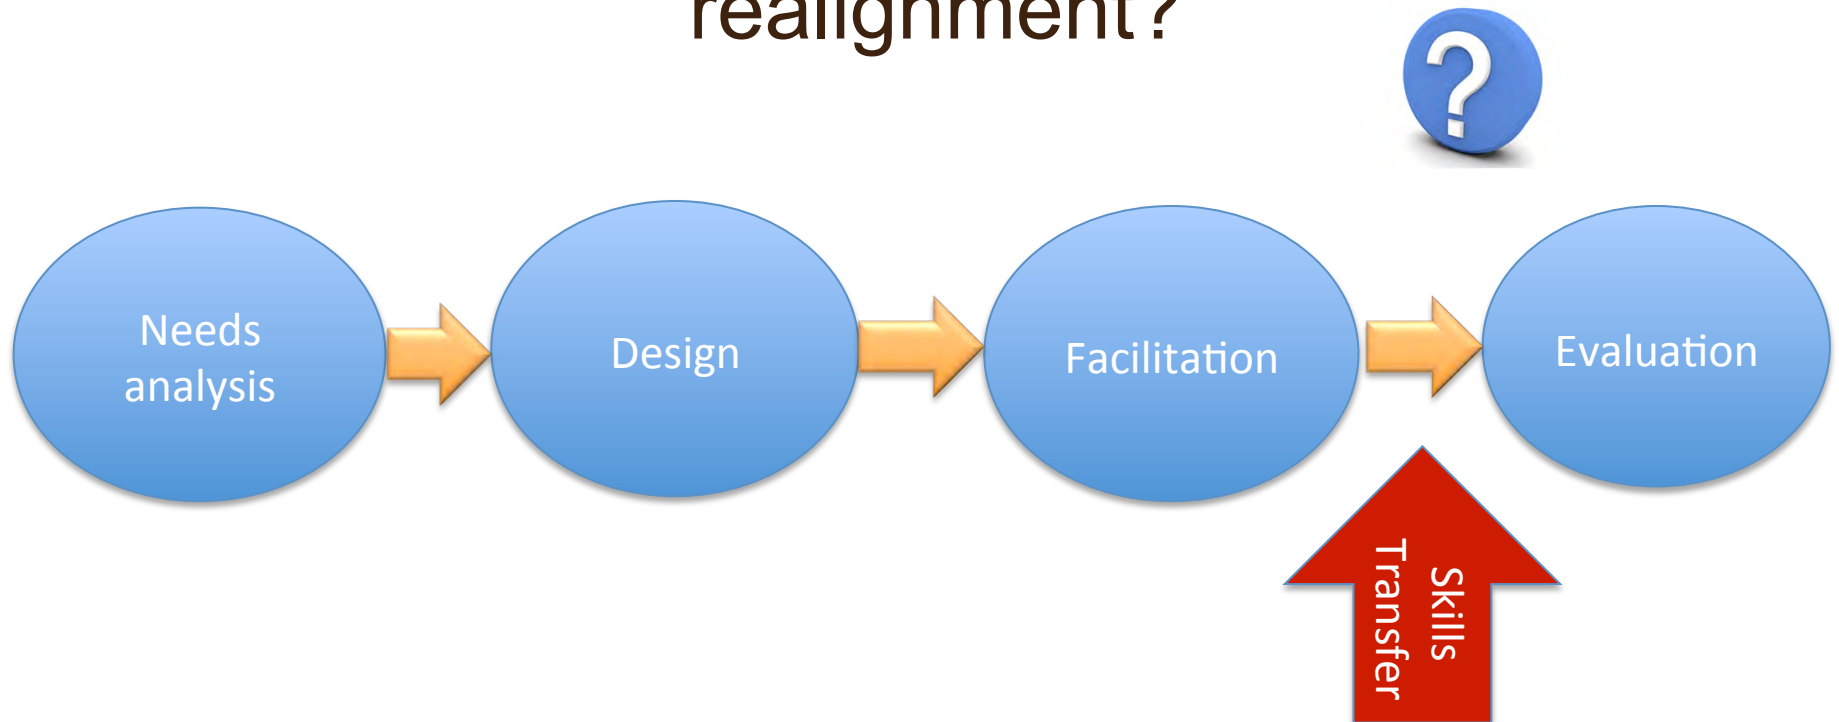 realignment?
?
Needs
analysis
Design
Facilitation
Evaluation
Skills
Transfer